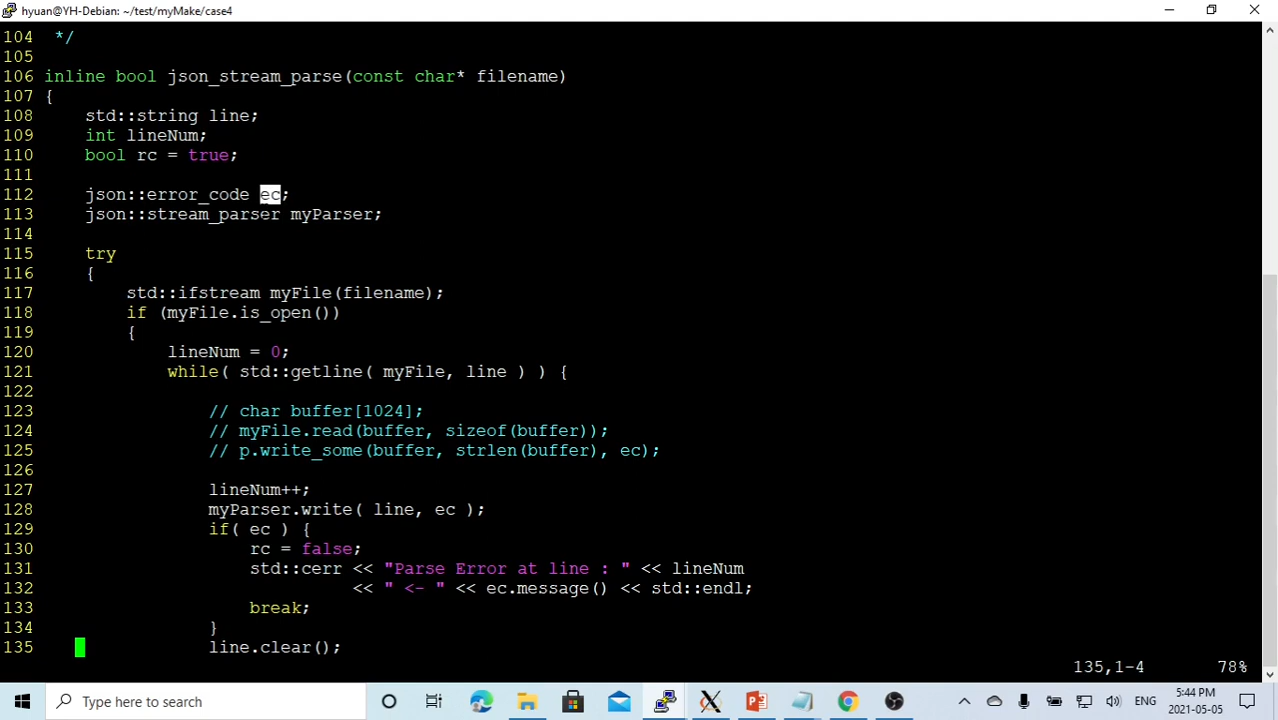 hyuan@YH-Debian: ~/test/myMake/case4
104 */
105
106 inline bool json_stream_parse(const char* filename)
107 {
108 std::string line;
109 int lineNum;
110 bool rc = true;
111
112 json::error_code ec;
113 json::stream_parser myParser;
114
115 try
116 {
117 std::ifstream myFile(filename);
118 if (myFile.is_open())
119 {
120 lineNum = 0;
121 while( std::getline( myFile, line ) ) {
122
123 // char buffer[1024];
124 // myFile.read(buffer, sizeof(buffer));
125 // p.write_some(buffer, strlen(buffer), ec);
126
127 lineNum++;
128 myParser.write( line, ec );
129 if( ec ) {
130 rc = false;
131 std::cerr << "Parse Error at line : " << lineNum
132 << " <- " << ec.message() << std::endl;
133 break;
134 }
135 line.clear();
135,1-4 78%
Type here to search
ENG
5:44 PM
2021-05-05